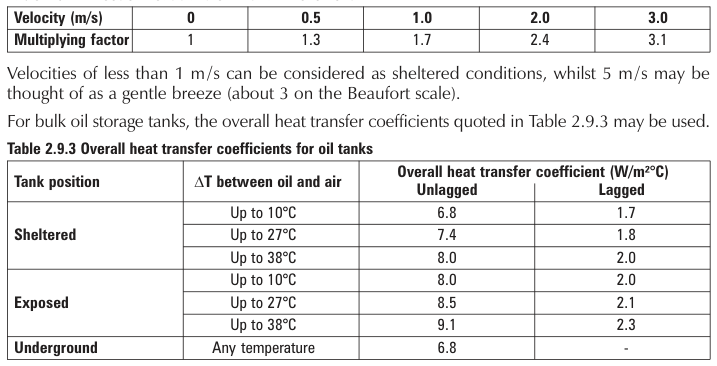 Velocity (m/s) 0 0.5 1.0 2.0 3.0
Multiplying factor 1 1.3 1.7 2.4 3.1
Velocities of less than 1 m/s can be considered as sheltered conditions, whilst 5 m/s may be
thought of as a gentle breeze (about 3 on the Beaufort scale).
For bulk oil storage tanks, the overall heat transfer coefficients quoted in Table 2.9.3 may be used.
Table 2.9.3 Overall heat transfer coefficients for oil tanks
Tank position ΔT between oil and air Overall heat transfer coefficient (W/m²°C)
Unlagged Lagged
Up to 10°C 6.8 1.7
Sheltered Up to 27°C 7.4 1.8
Up to 38°C 8.0 2.0
Up to 10°C 8.0 2.0
Exposed Up to 27°C 8.5 2.1
Up to 38°C 9.1 2.3
Underground Any temperature 6.8 -